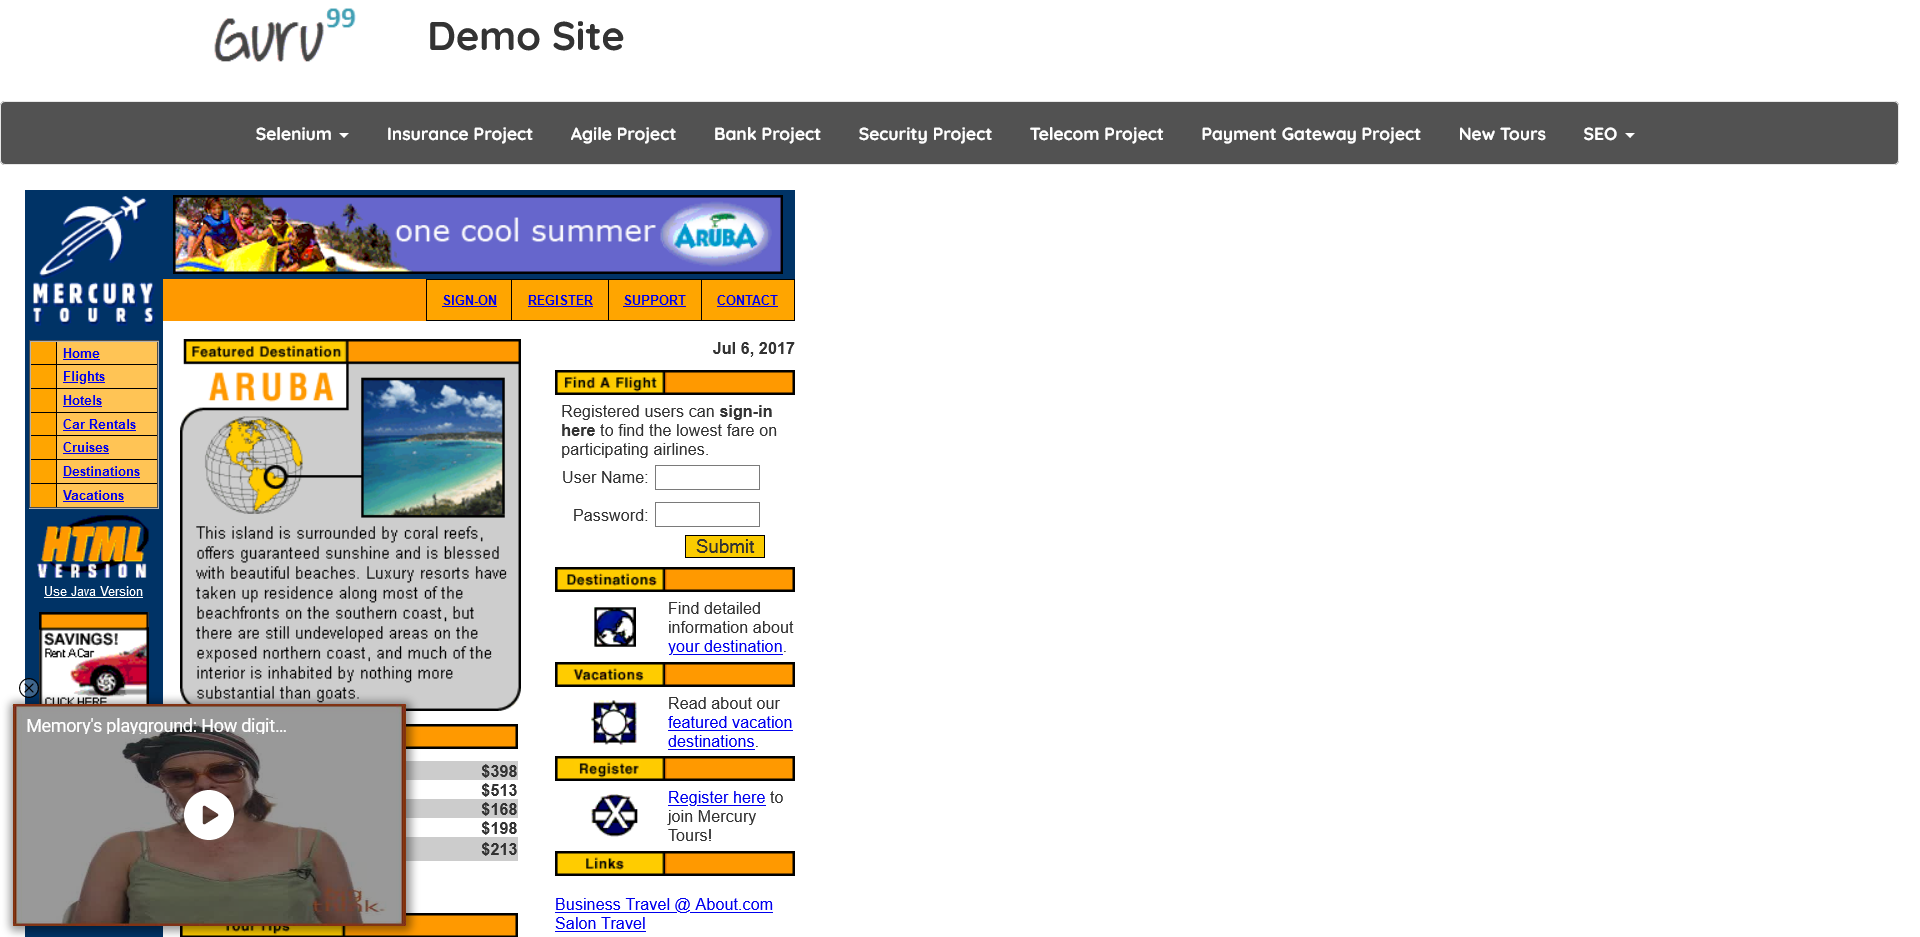 Guru99
Demo Site
Selenium
Insurance Project
Agile Project
Bank Project
Security Project
Telecom Project
Payment Gateway Project
New Tours
SEO
MERCURY
TOURS
one cool summer
ARUBA
SIGN-ON
REGISTER
SUPPORT
CONTACT
Home
Flights
Hotels
Car Rentals
Cruises
Destinations
Vacations
HTML
VERSION
Use Java Version
SAVINGS!
Rent A Car
CLICK HERE
Featured Destination
ARUBA
This island is surrounded by coral reefs,
offers guaranteed sunshine and is blessed
with beautiful beaches. Luxury resorts have
taken up residence along most of the
beachfronts on the southern coast, but
there are still undeveloped areas on the
exposed northern coast, and much of the
interior is inhabited by nothing more
substantial than goats.
Memory's playground: How digit...
big
think
$398
$513
$168
$198
$213
Your Tips
Jul 6, 2017
Find A Flight
Registered users can sign-in
here to find the lowest fare on
participating airlines.
User Name:
Password:
Submit
Destinations
Find detailed
information about
your destination.
Vacations
Read about our
featured vacation
destinations.
Register
Register here to
join Mercury
Tours!
Links
Business Travel @ About.com
Salon Travel